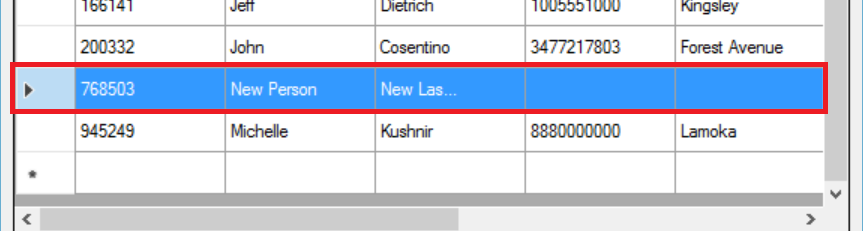 166141 Jeff Dietrich 1005551000 Kingsley
200332 John Cosentino 3477217803 Forest Avenue
768503 New Person New Las...
945249 Michelle Kushnir 8880000000 Lamoka
*